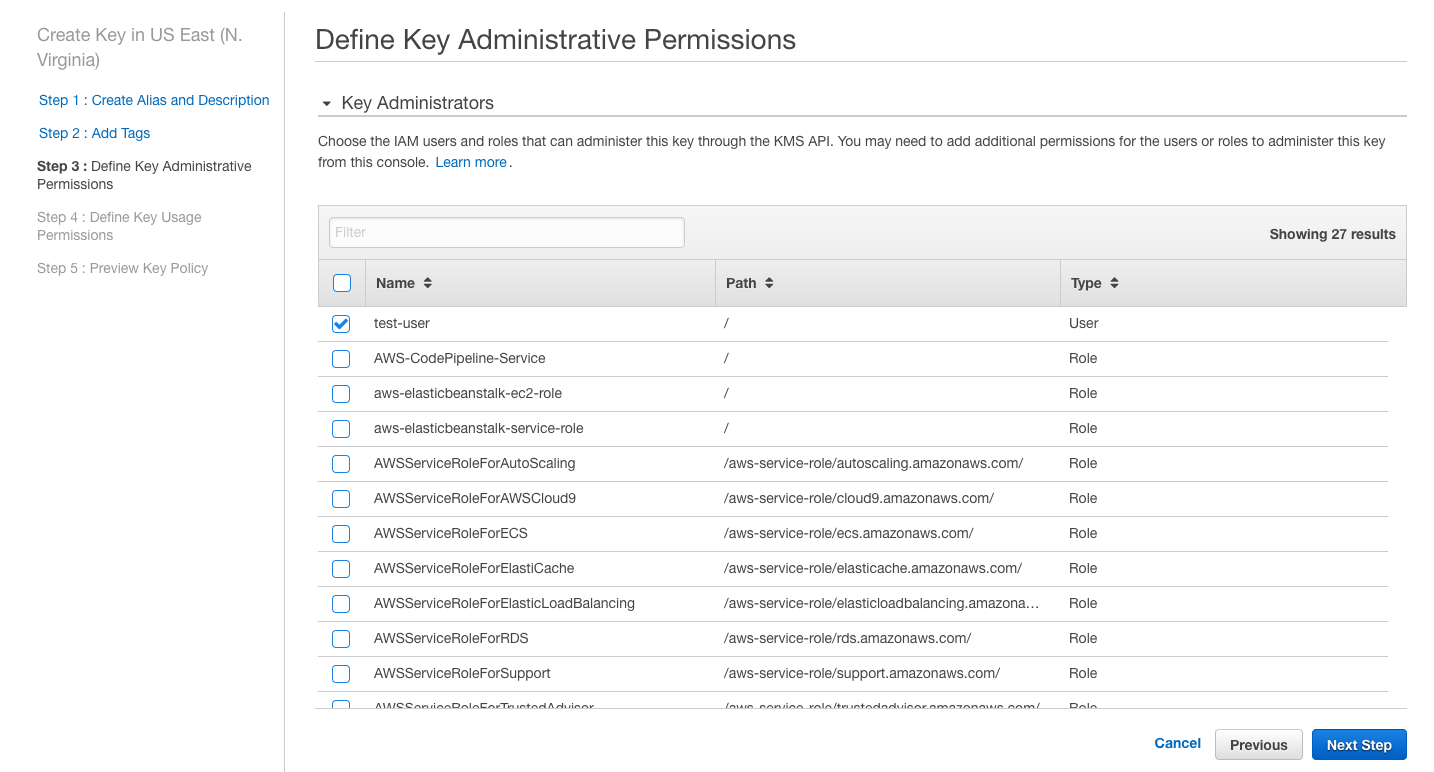 Create Key in US East (N.
Virginia)
Step 1 : Create Alias and Description
Step 2 : Add Tags
Step 3 : Define Key Administrative
Permissions
Step 4 : Define Key Usage
Permissions
Step 5 : Preview Key Policy
Define Key Administrative Permissions
Key Administrators
Choose the IAM users and roles that can administer this key through the KMS API. You may need to add additional permissions for the users or roles to administer this key
from this console. Learn more.
Filter
Showing 27 results
Name Path Type
test-user / User
AWS-CodePipeline-Service / Role
aws-elasticbeanstalk-ec2-role / Role
aws-elasticbeanstalk-service-role / Role
AWSServiceRoleForAutoScaling /aws-service-role/autoscaling.amazonaws.com/ Role
AWSServiceRoleForAWSCloud9 /aws-service-role/cloud9.amazonaws.com/ Role
AWSServiceRoleForECS /aws-service-role/ecs.amazonaws.com/ Role
AWSServiceRoleForElastiCache /aws-service-role/elasticache.amazonaws.com/ Role
AWSServiceRoleForElasticLoadBalancing /aws-service-role/elasticloadbalancing.amazona... Role
AWSServiceRoleForRDS /aws-service-role/rds.amazonaws.com/ Role
AWSServiceRoleForSupport /aws-service-role/support.amazonaws.com/ Role
AWSServiceRoleForTrustedAdvisor /aws-service-role/trustedadvisor.amazonaws.com/ Role
Cancel Previous Next Step